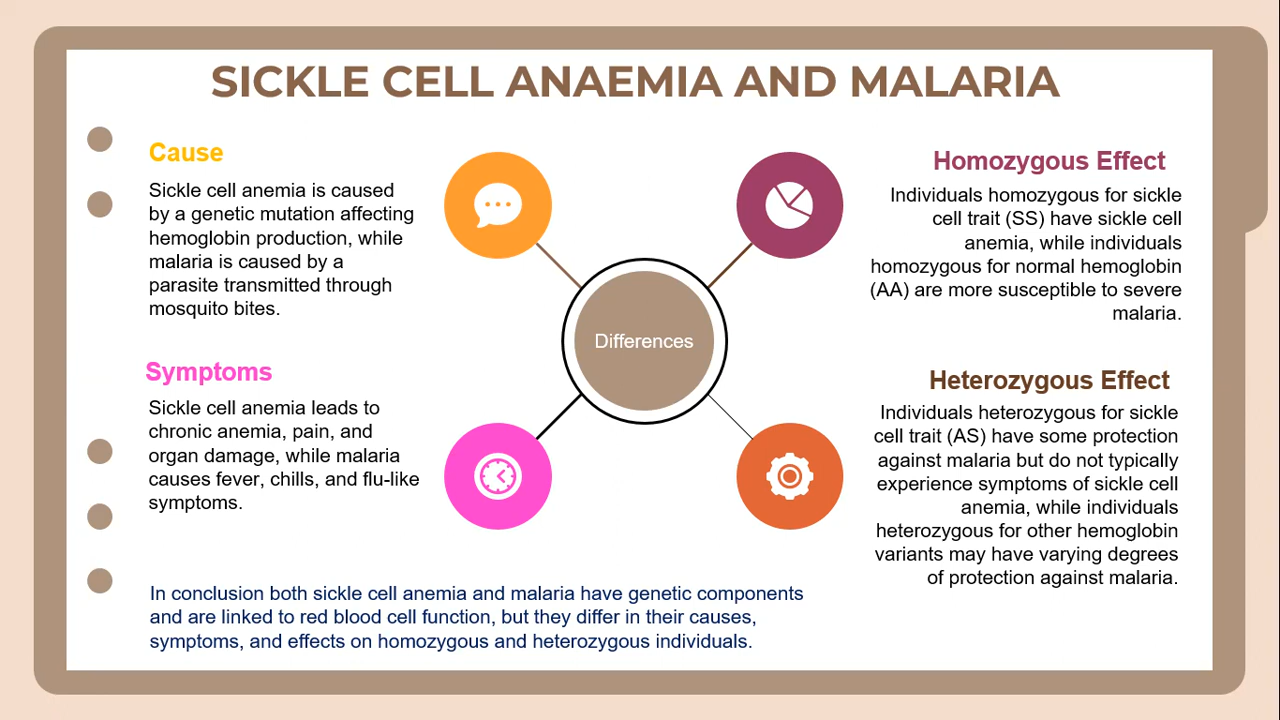 SICKLE CELL ANAEMIA AND MALARIA
Cause
Sickle cell anemia is caused
by a genetic mutation affecting
hemoglobin production, while
malaria is caused by a
parasite transmitted through
mosquito bites.
Symptoms
Sickle cell anemia leads to
chronic anemia, pain, and
organ damage, while malaria
causes fever, chills, and flu-like
symptoms.
Differences
Homozygous Effect
Individuals homozygous for sickle
cell trait (SS) have sickle cell
anemia, while individuals
homozygous for normal hemoglobin
(AA) are more susceptible to severe
malaria.
Heterozygous Effect
Individuals heterozygous for sickle
cell trait (AS) have some protection
against malaria but do not typically
experience symptoms of sickle cell
anemia, while individuals
heterozygous for other hemoglobin
variants may have varying degrees
of protection against malaria.
In conclusion both sickle cell anemia and malaria have genetic components
and are linked to red blood cell function, but they differ in their causes,
symptoms, and effects on homozygous and heterozygous individuals.